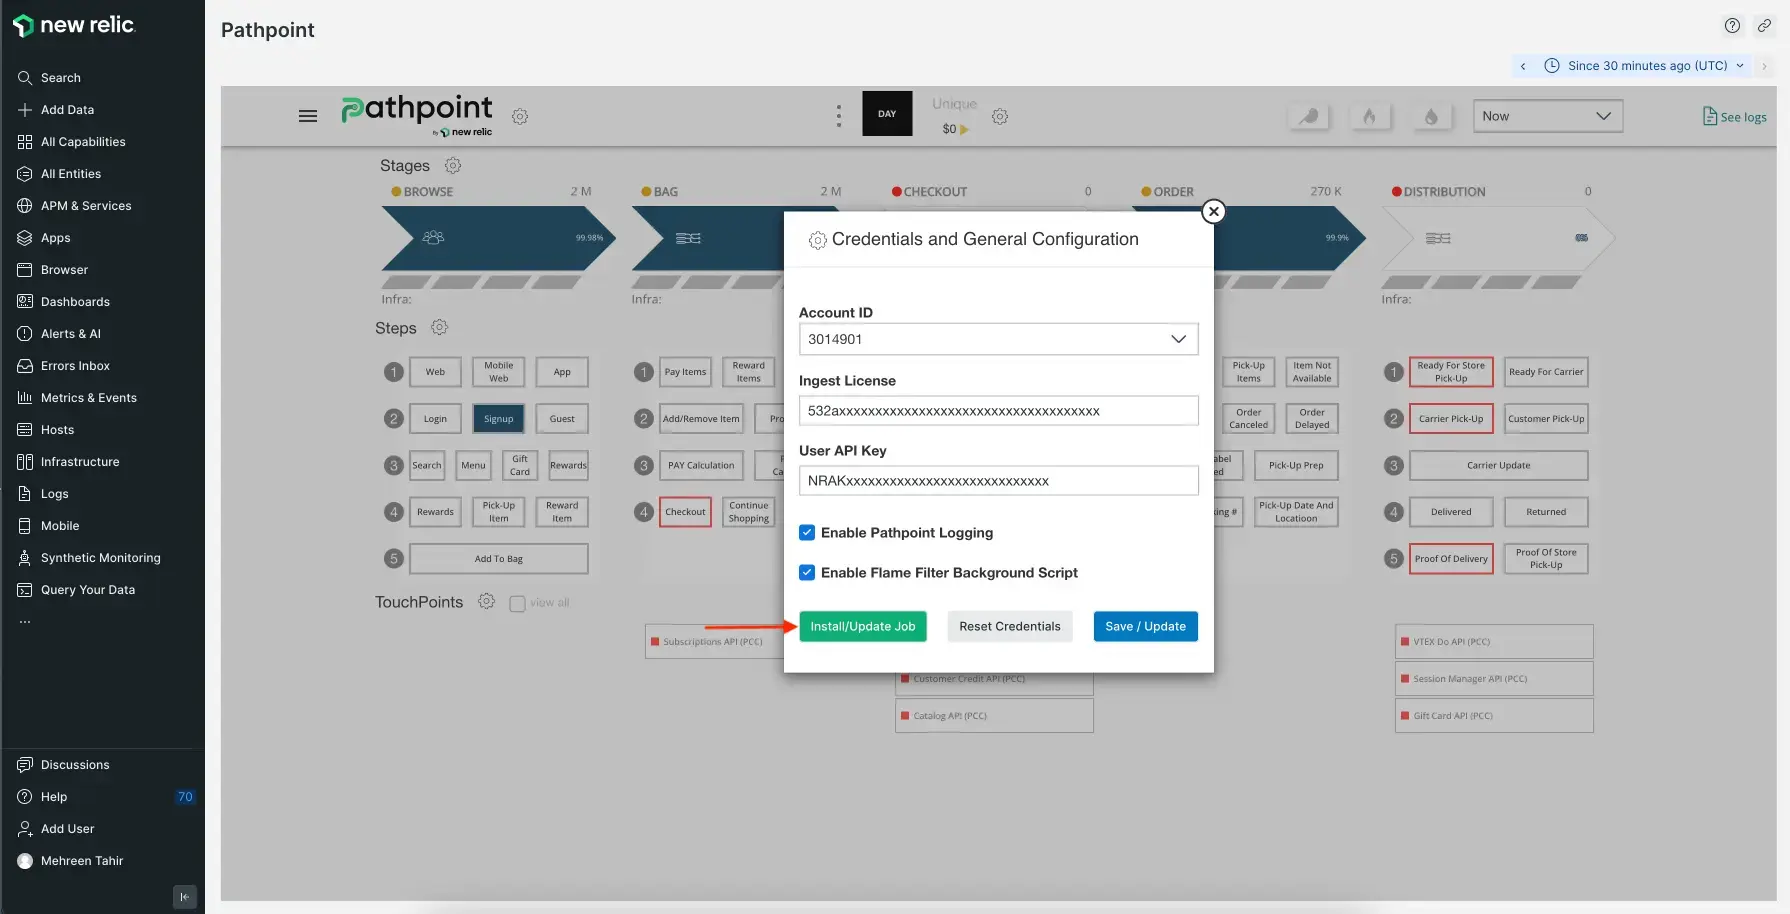 new relic
Pathpoint
Search
Add Data
All Capabilities
All Entities
APM & Services
Apps
Browser
Dashboards
Alerts & AI
Errors Inbox
Metrics & Events
Hosts
Infrastructure
Logs
Mobile
Synthetic Monitoring
Query Your Data
...
Discussions
Help 70
Add User
Mehreen Tahir
Since 30 minutes ago (UTC)
Pathpoint
by new relic
DAY
Unique
$0
Now
See logs
Stages
BROWSE 2 M
BAG 2 M
CHECKOUT 0
ORDER 270 K
DISTRIBUTION 0
99.98%
99.9%
Infra:
Infra:
Infra:
Steps
1 Web
Mobile Web
App
2 Login
Signup
Guest
3 Search
Menu
Gift Card
Rewards
4 Rewards
Pick-Up Item
Reward Item
5 Add To Bag
1 Pay Items
Reward Items
2 Add/Remove Item
3 PAY Calculation
4 Checkout
Continue Shopping
Credentials and General Configuration
Account ID
3014901
Ingest License
532axxxxxxxxxxxxxxxxxxxxxxxxxxxxxxxxxxxx
User API Key
NRAKxxxxxxxxxxxxxxxxxxxxxxxxxxxx
Enable Pathpoint Logging
Enable Flame Filter Background Script
Install/Update Job
Reset Credentials
Save / Update
Pick-Up Items
Item Not Available
Order Canceled
Order Delayed
Pick-Up Prep
Pick-Up Date And Locatioon
1 Ready For Store Pick-Up
Ready For Carrier
2 Carrier Pick-Up
Customer Pick-Up
3 Carrier Update
4 Delivered
Returned
5 Proof Of Delivery
Proof Of Store Pick-Up
TouchPoints
view all
Subscriptions API (PCC)
Customer Credit API (PCC)
Catalog API (PCC)
VTEX Do API (PCC)
Session Manager API (PCC)
Gift Card API (PCC)